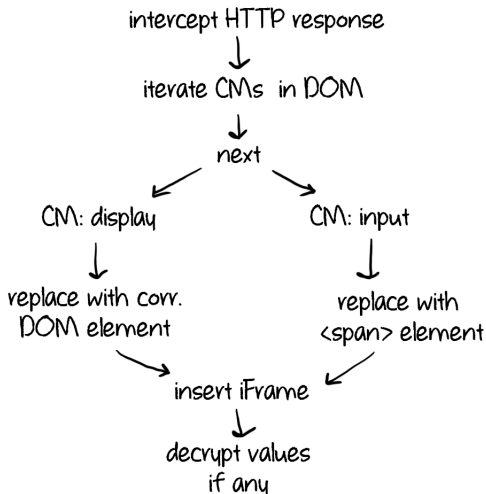 intercept HTTP response
iterate CMs in DOM
next
CM: display
CM: input
replace with corr.
DOM element
replace with
<span> element
insert iFrame
decrypt values
if any